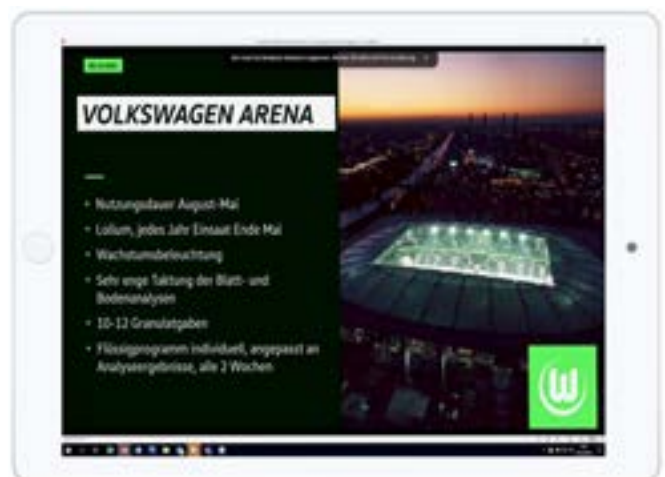 VOLKSWAGEN ARENA
• Nutzungsdauer August-Mai
• Lolium, jedes Jahr Einsaat Ende Mai
• Wachstumsbeleuchtung
• Sehr enge Taktung der Blatt- und
Bodenanalysen
• 10-12 Granulatgaben
• Flüssigprogramm individuell, angepasst an
Analyseergebnisse, alle 2 Wochen
W